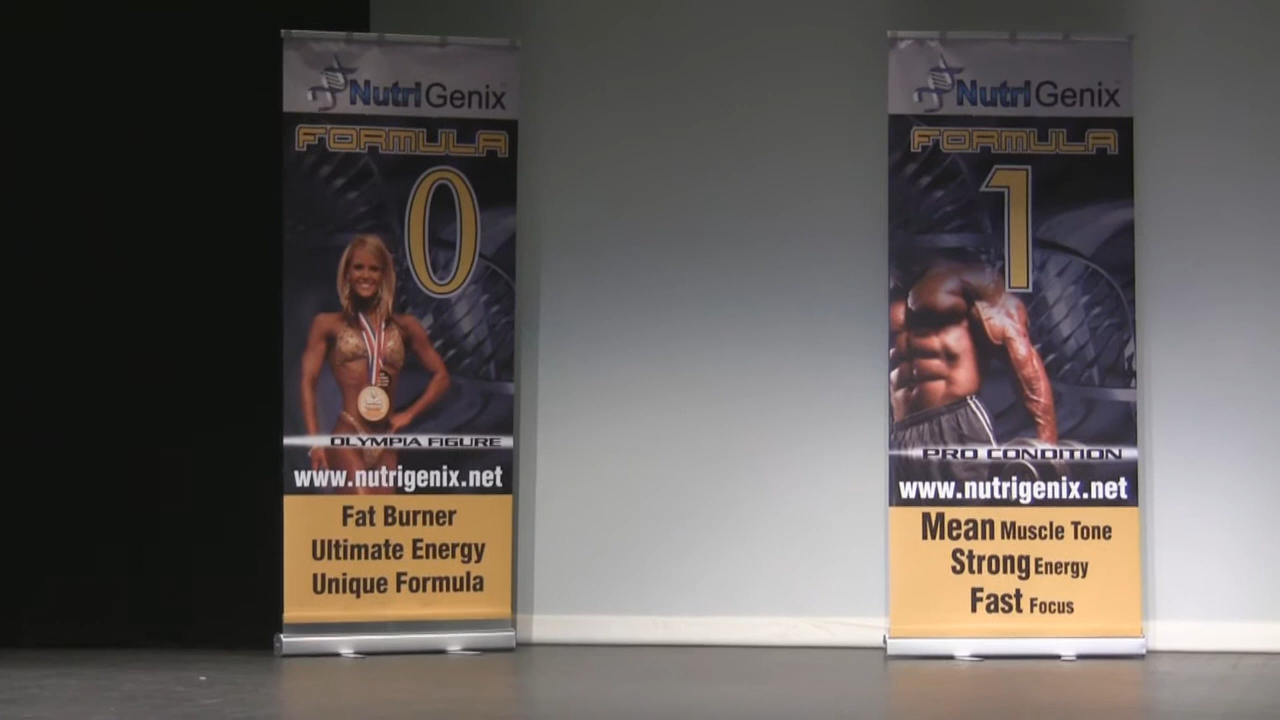 NutriGenix
FORMULA
0
OLYMPIA FIGURE
www.nutrigenix.net
Fat Burner
Ultimate Energy
Unique Formula
NutriGenix
FORMULA
1
PRO CONDITION
www.nutrigenix.net
Mean Muscle Tone
Strong Energy
Fast Focus